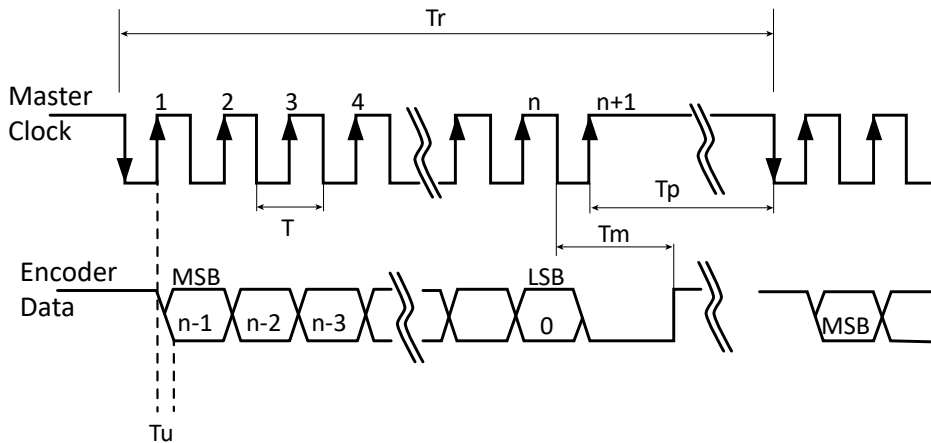 Tr
Master
Clock
1 2 3 4 n n+1
T
Tp
Tm
Encoder
Data
MSB LSB
n-1 n-2 n-3 0 MSB
Tu